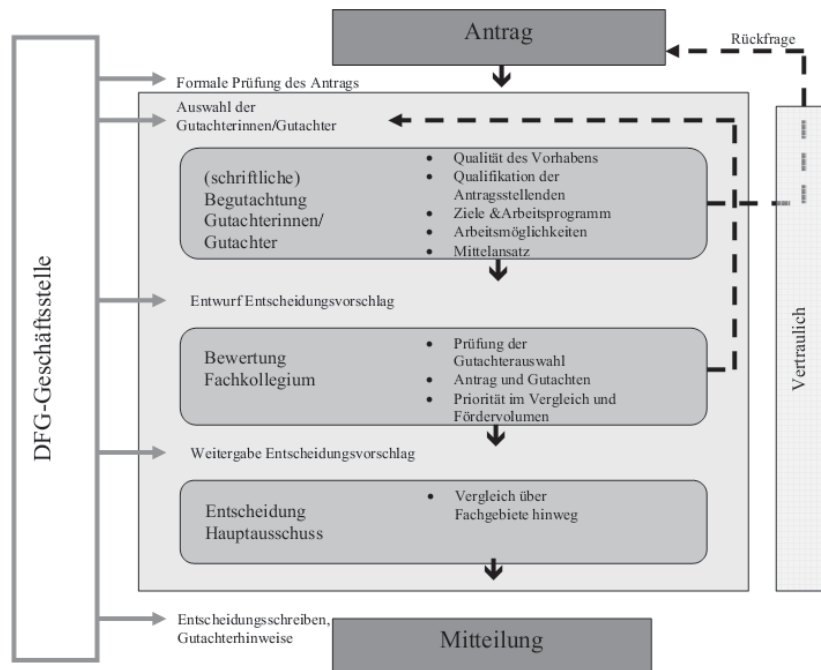 Antrag
Rückfrage
Formale Prüfung des Antrags
Auswahl der
Gutachterinnen/Gutachter
(schriftliche)
Begutachtung
Gutachterinnen/
Gutachter
• Qualität des Vorhabens
• Qualifikation der
Antragsstellenden
• Ziele &Arbeitsprogramm
• Arbeitsmöglichkeiten
• Mittelansatz
Entwurf Entscheidungsvorschlag
Bewertung
Fachkollegium
• Prüfung der
Gutachterauswahl
• Antrag und Gutachten
• Priorität im Vergleich und
Fördervolumen
Weitergabe Entscheidungsvorschlag
Entscheidung
Hauptausschuss
• Vergleich über
Fachgebiete hinweg
Entscheidungsschreiben,
Gutachterhinweise
Mitteilung
DFG-Geschäftsstelle
Vertraulich